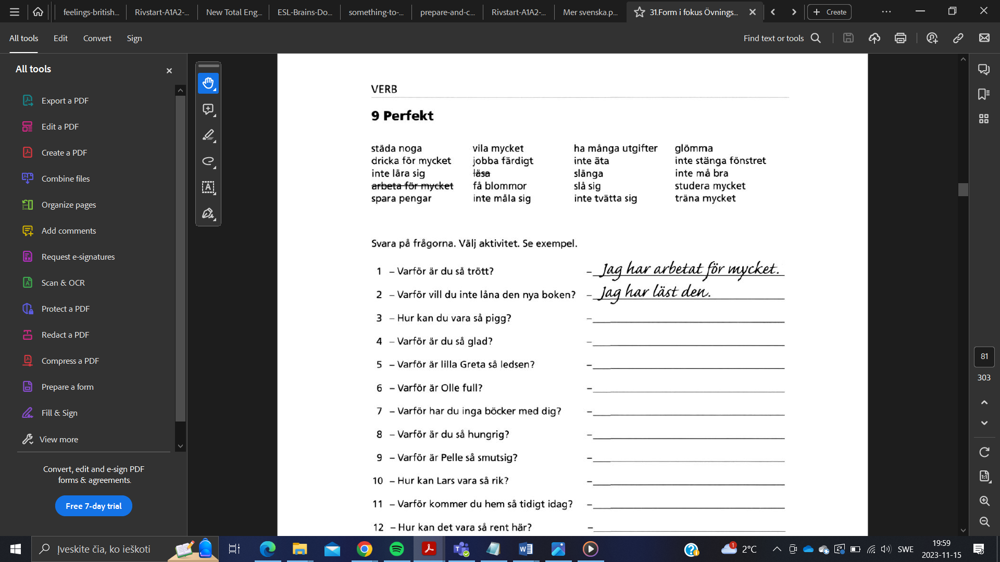 feelings-british...
Rivstart-A1A2-...
New Total Eng...
ESL-Brains-Do...
something-to-...
prepare-and-c...
Rivstart-A1A2-...
Mer svenska.p...
31.Form i fokus Övnings...
Create
All tools
Edit
Convert
Sign
Find text or tools
All tools
Export a PDF
Edit a PDF
Create a PDF
Combine files
Organize pages
Add comments
Request e-signatures
Scan & OCR
Protect a PDF
Redact a PDF
Compress a PDF
Prepare a form
Fill & Sign
View more
Convert, edit and e-sign PDF
forms & agreements.
Free 7-day trial
VERB
9 Perfekt
städa noga vila mycket ha många utgifter glömma
dricka för mycket jobba färdigt inte äta inte stänga fönstret
inte lära sig läsa slänga inte må bra
arbeta för mycket få blommor slå sig studera mycket
spara pengar inte måla sig inte tvätta sig träna mycket
Svara på frågorna. Välj aktivitet. Se exempel.
1 – Varför är du så trött? – Jag har arbetat för mycket.
2 – Varför vill du inte låna den nya boken? – Jag har läst den.
3 – Hur kan du vara så pigg? –
4 – Varför är du så glad? –
5 – Varför är lilla Greta så ledsen? –
6 – Varför är Olle full? –
7 – Varför har du inga böcker med dig? –
8 – Varför är du så hungrig? –
9 – Varför är Pelle så smutsig? –
10 – Hur kan Lars vara så rik? –
11 – Varför kommer du hem så tidigt idag? –
12 – Hur kan det vara så rent här? –
81
303
1:1
Įveskite čia, ko ieškoti
1
2°C
SWE
19:59
2023-11-15